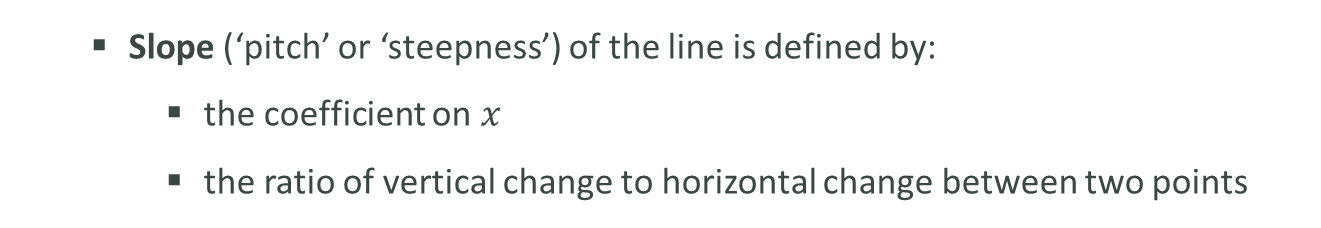 ▪ Slope (‘pitch’ or ‘steepness’) of the line is defined by:
▪ the coefficient on 𝑥
▪ the ratio of vertical change to horizontal change between two points